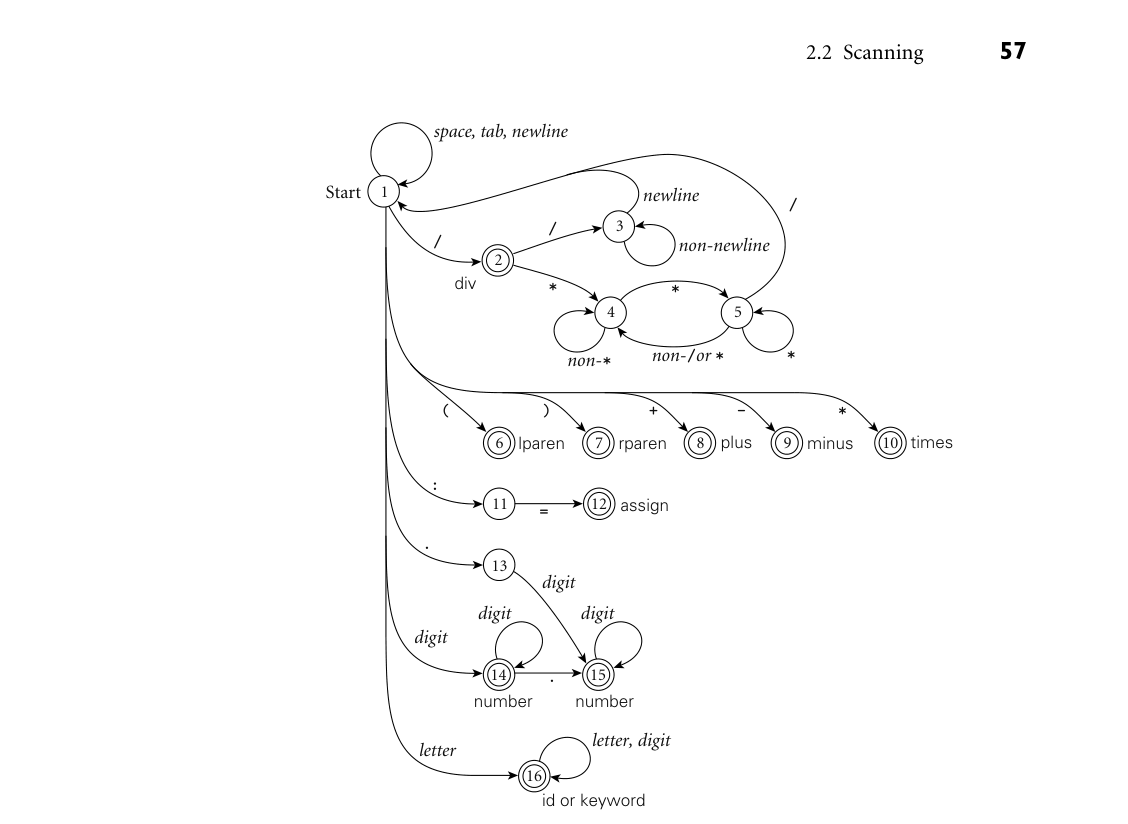 2.2 Scanning 57
space, tab, newline
Start 1
/
newline
/
/
3
non-newline
2
div
*
*
4
5
non-*
non-/or *
*
(
)
+
-
*
6 lparen
7 rparen
8 plus
9 minus
10 times
:
11
=
12 assign
.
13
digit
digit
digit
digit
14
.
15
number
number
letter
letter, digit
16
id or keyword